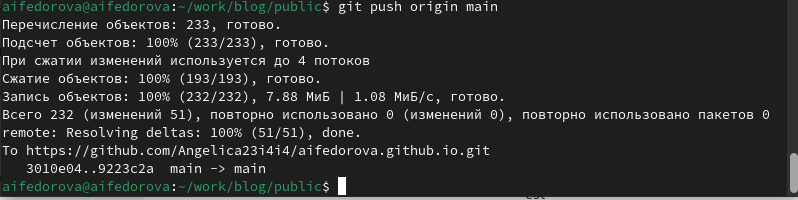 aifedorova@aifedorova:~/work/blog/public$ git push origin main
Перечисление объектов: 233, готово.
Подсчет объектов: 100% (233/233), готово.
При сжатии изменений используется до 4 потоков
Сжатие объектов: 100% (193/193), готово.
Запись объектов: 100% (232/232), 7.88 МиБ | 1.08 МиБ/с, готово.
Всего 232 (изменений 51), повторно использовано 0 (изменений 0), повторно использовано пакетов 0
remote: Resolving deltas: 100% (51/51), done.
To https://github.com/Angelica23i4i4/aifedorova.github.io.git
   3010e04..9223c2a  main -> main
aifedorova@aifedorova:~/work/blog/public$